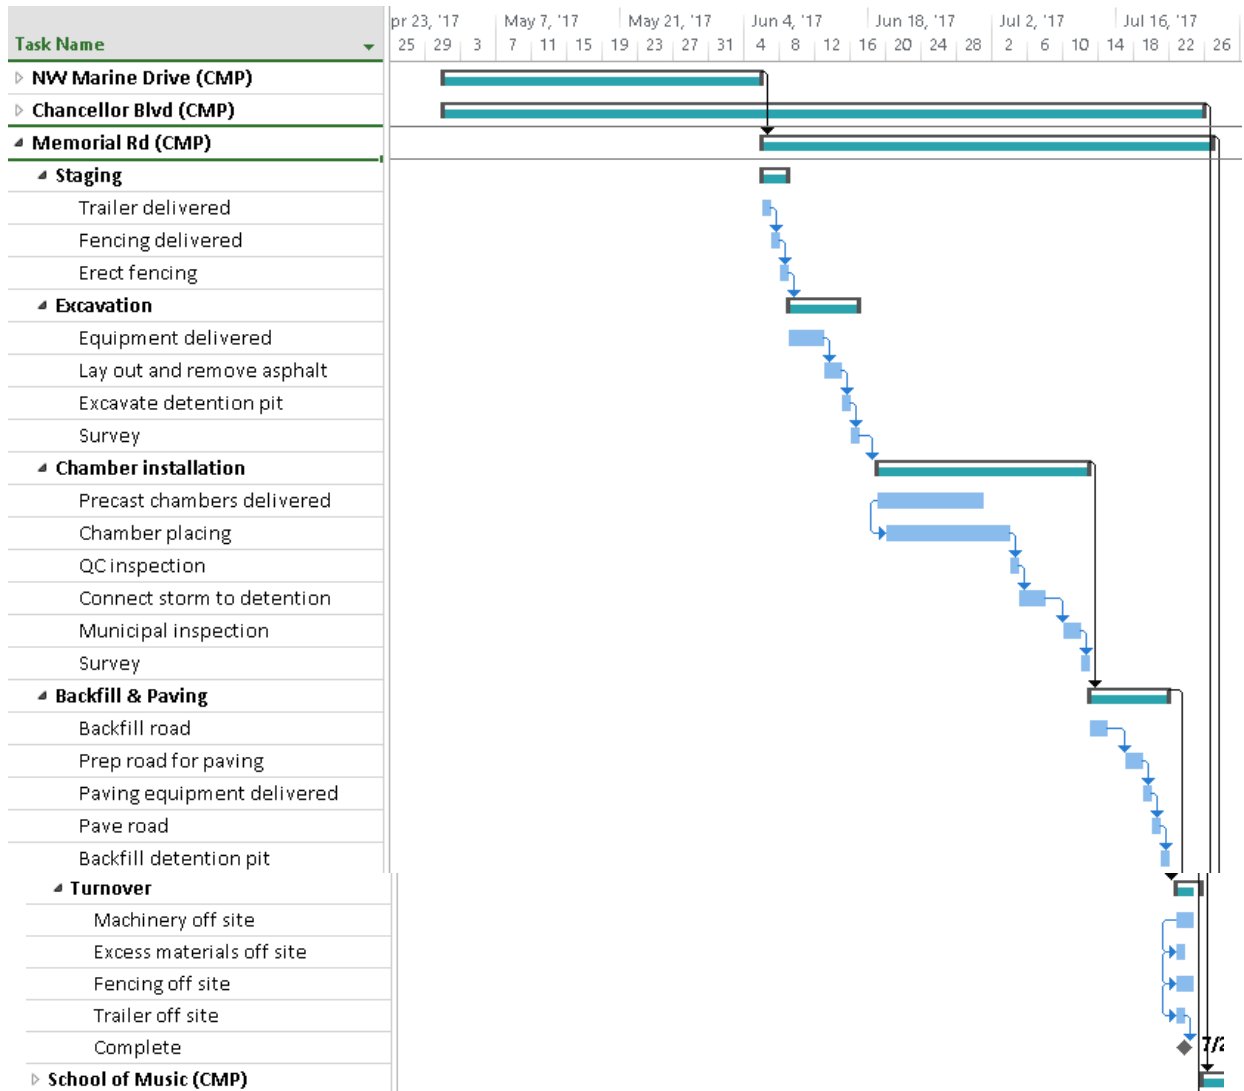 pr 23, '17 May 7, '17 May 21, '17 Jun 4, '17 Jun 18, '17 Jul 2, '17 Jul 16, '17
Task Name 25 29 3 7 11 15 19 23 27 31 4 8 12 16 20 24 28 2 6 10 14 18 22 26
NW Marine Drive (CMP)
Chancellor Blvd (CMP)
Memorial Rd (CMP)
Staging
Trailer delivered
Fencing delivered
Erect fencing
Excavation
Equipment delivered
Lay out and remove asphalt
Excavate detention pit
Survey
Chamber installation
Precast chambers delivered
Chamber placing
QC inspection
Connect storm to detention
Municipal inspection
Survey
Backfill & Paving
Backfill road
Prep road for paving
Paving equipment delivered
Pave road
Backfill detention pit
Turnover
Machinery off site
Excess materials off site
Fencing off site
Trailer off site
Complete 7/2
School of Music (CMP)